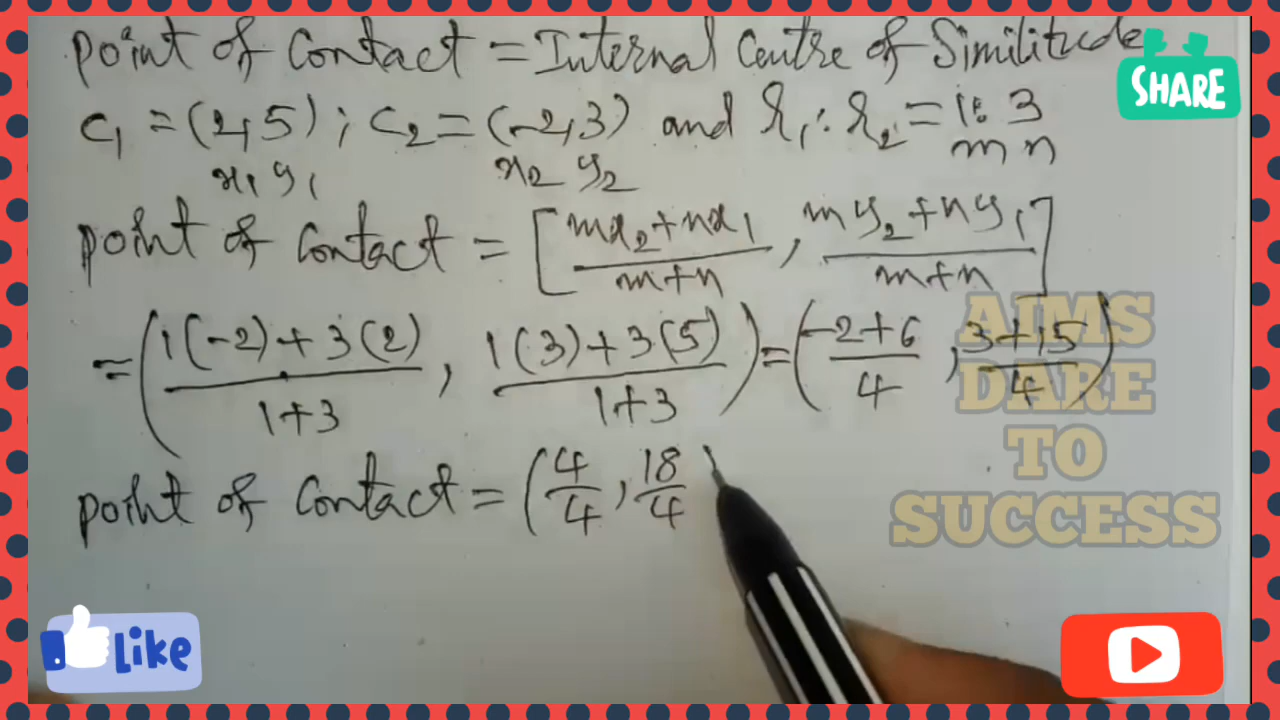 Point of Contact = Internal Centre of Similitude
SHARE
C₁ = (2,5) ; C₂ = (-2,3) and r₁ : r₂ = 1 : 3
x₁ y₁ x₂ y₂ m n
point of Contact = [mx₂+nx₁/m+n , my₂+ny₁/m+n]
= (1(-2)+3(2)/1+3 , 1(3)+3(5)/1+3) = (-2+6/4 , 3+15/4)
point of Contact = (4/4 , 18/4
AIMS
DARE
TO
SUCCESS
Like